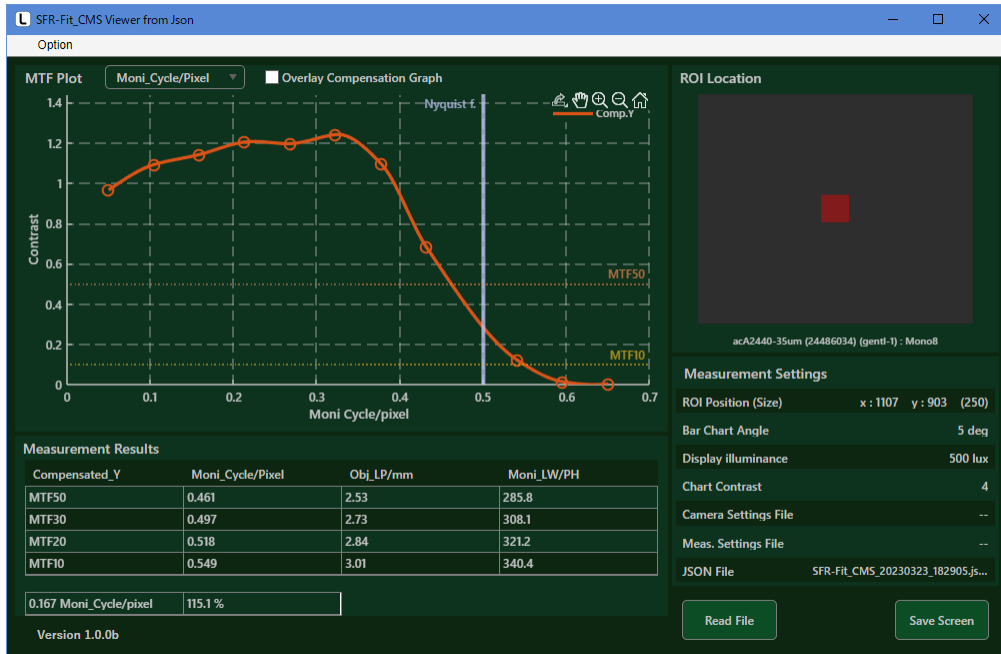 SFR-Fit_CMS Viewer from Json
Option
MTF Plot
Moni_Cycle/Pixel
Overlay Compensation Graph
Nyquist f.
Comp.Y
1.4
1.2
1
0.8
0.6
0.4
0.2
0
Contrast
MTF50
MTF10
0 0.1 0.2 0.3 0.4 0.5 0.6 0.7
Moni Cycle/pixel
Measurement Results
Compensated_Y Moni_Cycle/Pixel Obj_LP/mm Moni_LW/PH
MTF50 0.461 2.53 285.8
MTF30 0.497 2.73 308.1
MTF20 0.518 2.84 321.2
MTF10 0.549 3.01 340.4
0.167 Moni_Cycle/pixel 115.1 %
Version 1.0.0b
ROI Location
acA2440-35um (24486034) (gentl-1) : Mono8
Measurement Settings
ROI Position (Size) x : 1107 y : 903 (250)
Bar Chart Angle 5 deg
Display illuminance 500 lux
Chart Contrast 4
Camera Settings File --
Meas. Settings File --
JSON File SFR-Fit_CMS_20230323_182905.js...
Read File
Save Screen